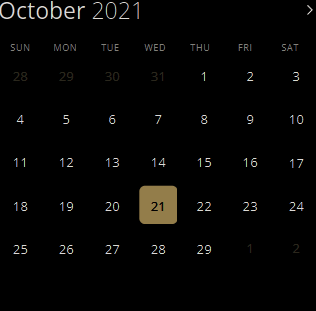 October 2021
SUN MON TUE WED THU FRI SAT
28 29 30 31 1 2 3
4 5 6 7 8 9 10
11 12 13 14 15 16 17
18 19 20 21 22 23 24
25 26 27 28 29 1 2